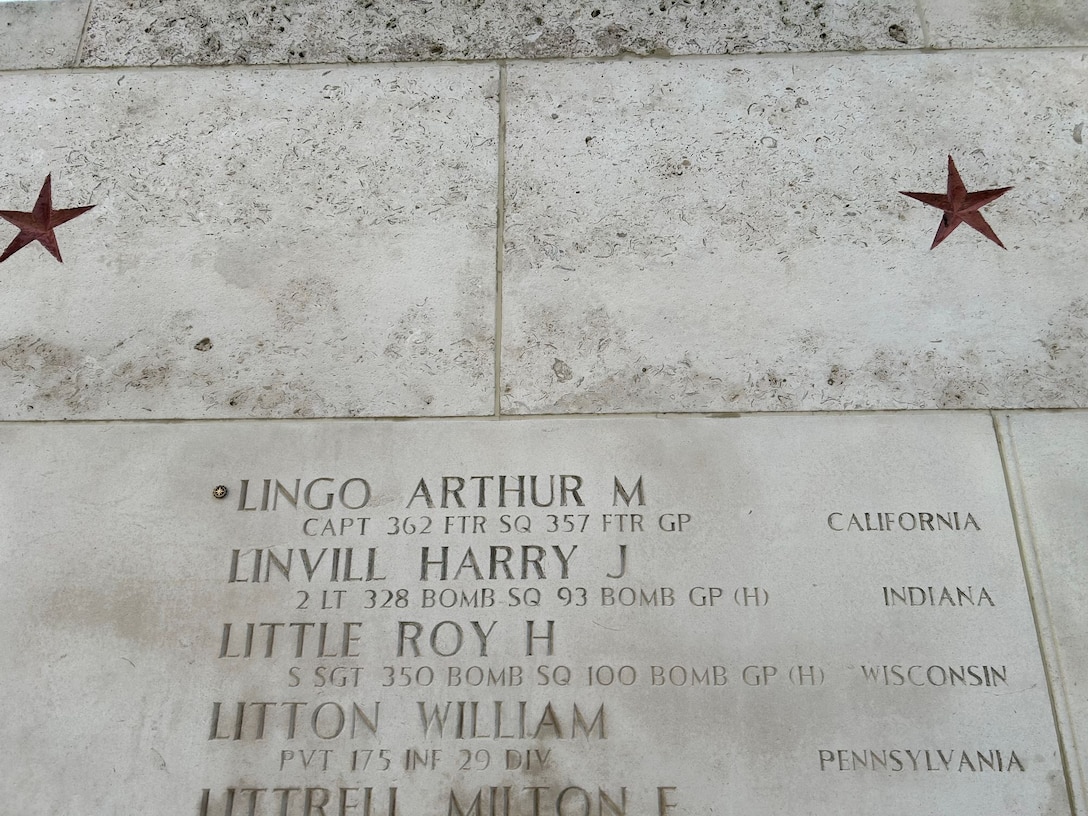 LINGO ARTHUR M
CAPT 362 FTR SQ 357 FTR GP CALIFORNIA
LINVILL HARRY J
2 LT 328 BOMB SQ 93 BOMB GP (H) INDIANA
LITTLE ROY H
S SGT 350 BOMB SQ 100 BOMB GP (H) WISCONSIN
LITTON WILLIAM
PVT 175 INF 29 DIV PENNSYLVANIA
LITTRELL MILTON